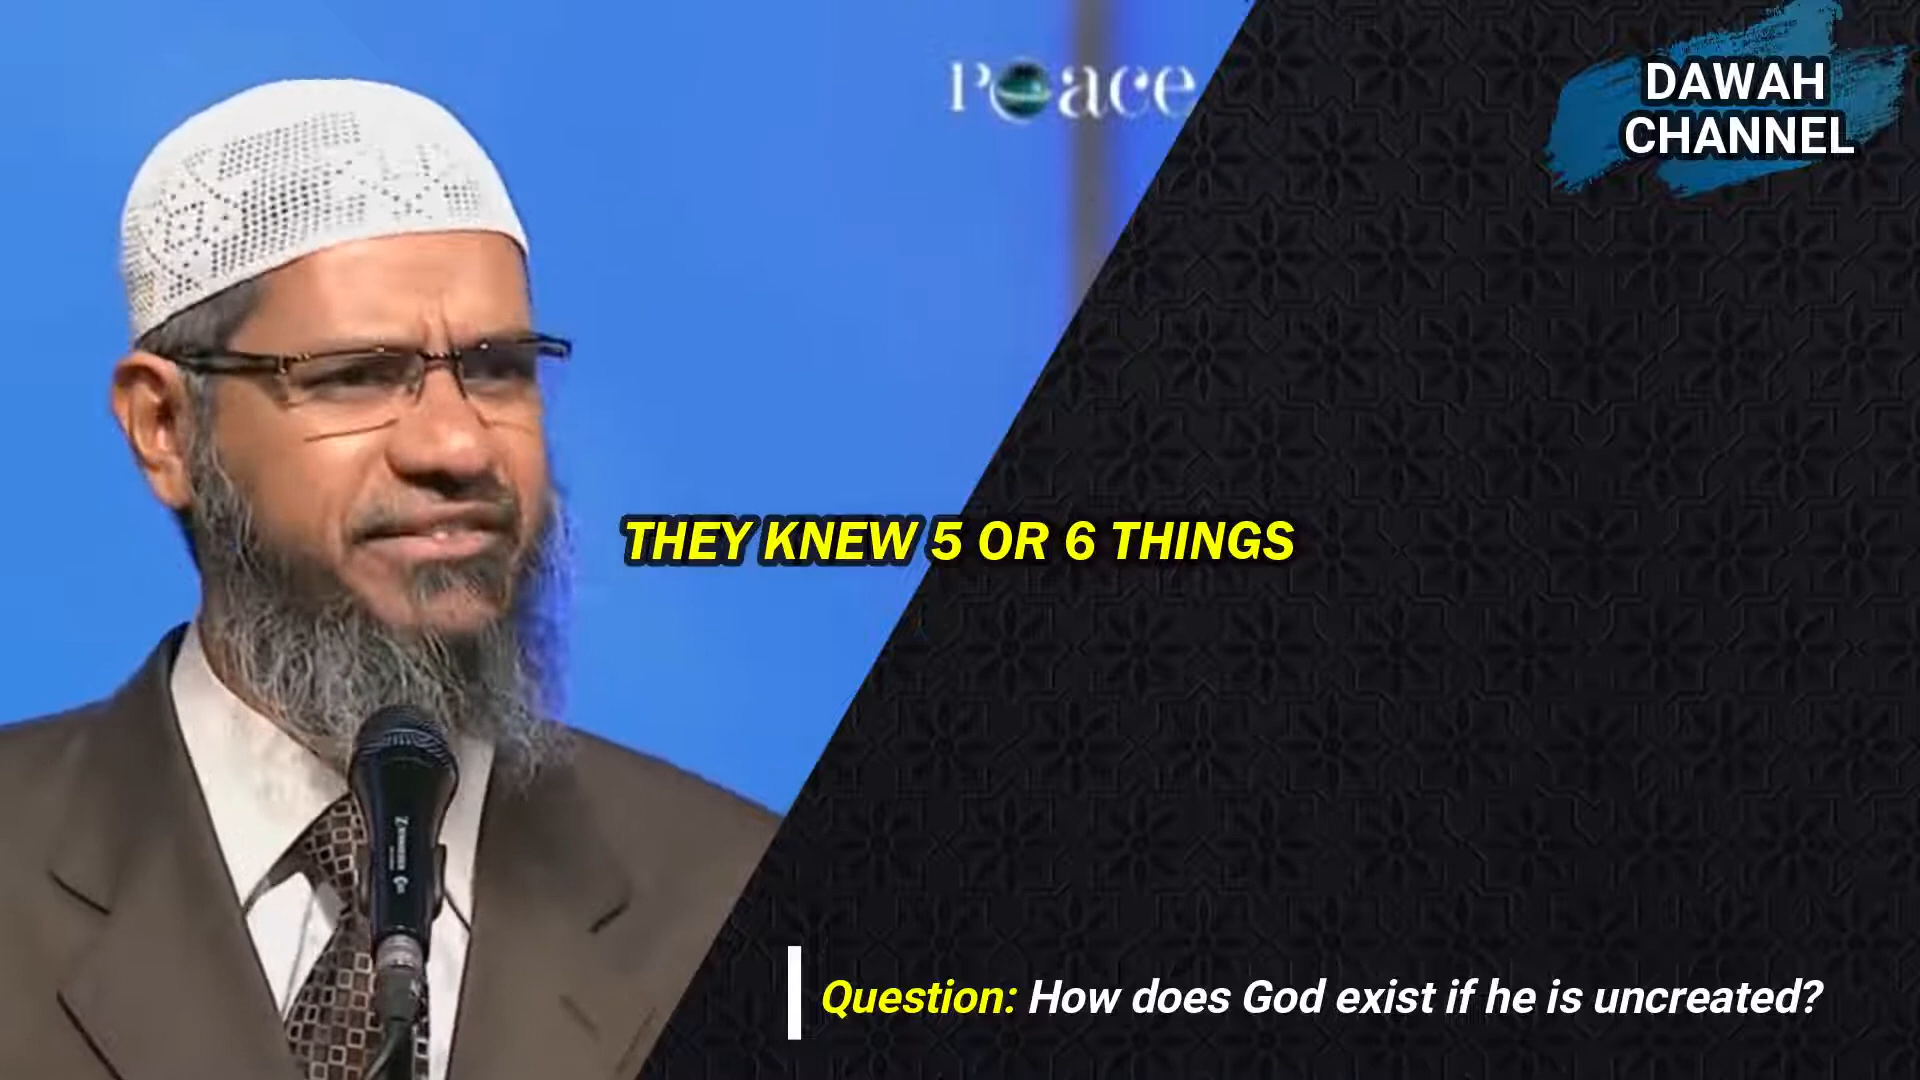 Peace
DAWAH
CHANNEL
THEY KNEW 5 OR 6 THINGS
Question: How does God exist if he is uncreated?